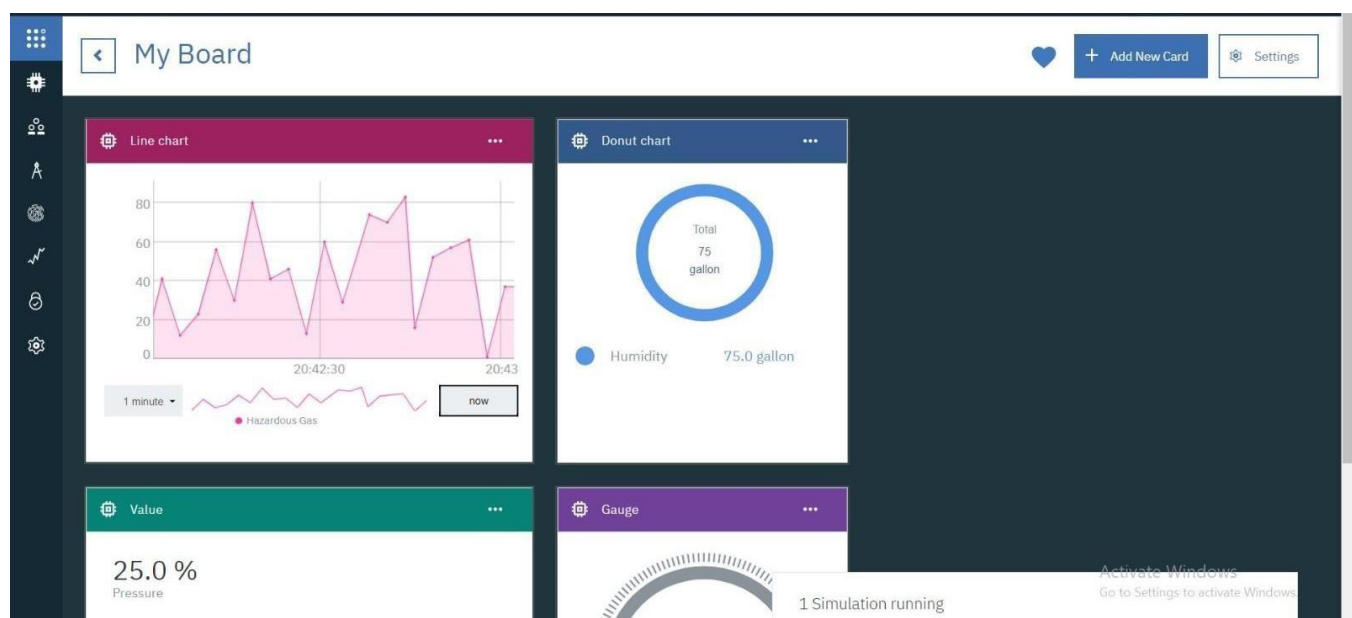 My Board
+ Add New Card
Settings
Line chart
...
80
60
40
20
0
20:42:30
20:43
1 minute
now
Hazardous Gas
Donut chart
...
Total
75
gallon
Humidity
75.0 gallon
Value
...
25.0 %
Pressure
Gauge
...
1 Simulation running
Activate Windows
Go to Settings to activate Windows.